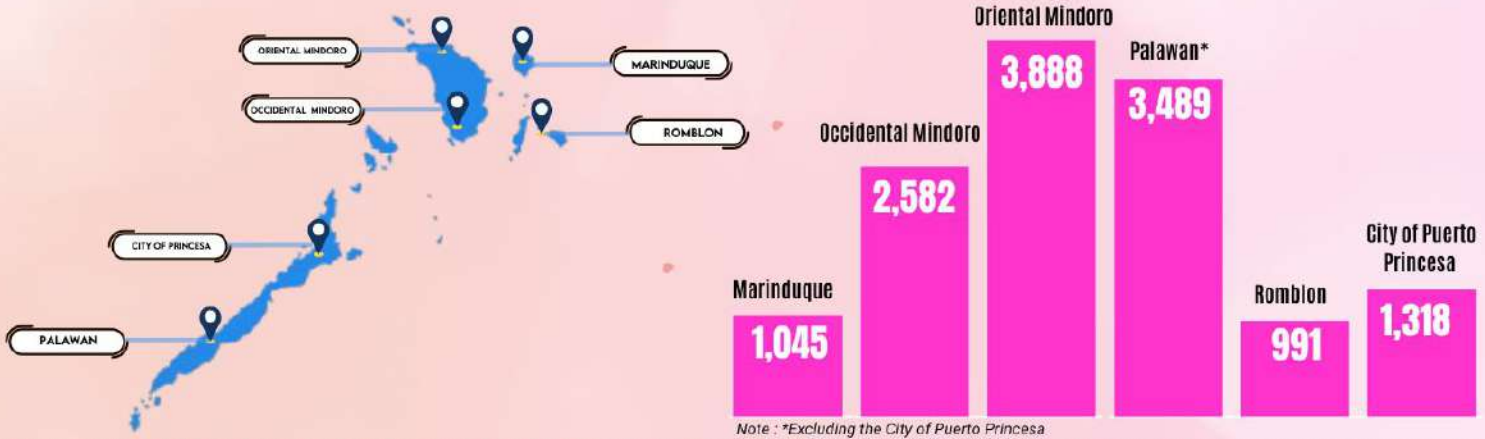 ORIENTAL MINDORO
MARINDUQUE
OCCIDENTAL MINDORO
ROMBLON
CITY OF PRINCESA
PALAWAN
Marinduque
1,045
Occidental Mindoro
2,582
Oriental Mindoro
3,888
Palawan*
3,489
Romblon
991
City of Puerto
Princesa
1,318
Note : *Excluding the City of Puerto Princesa